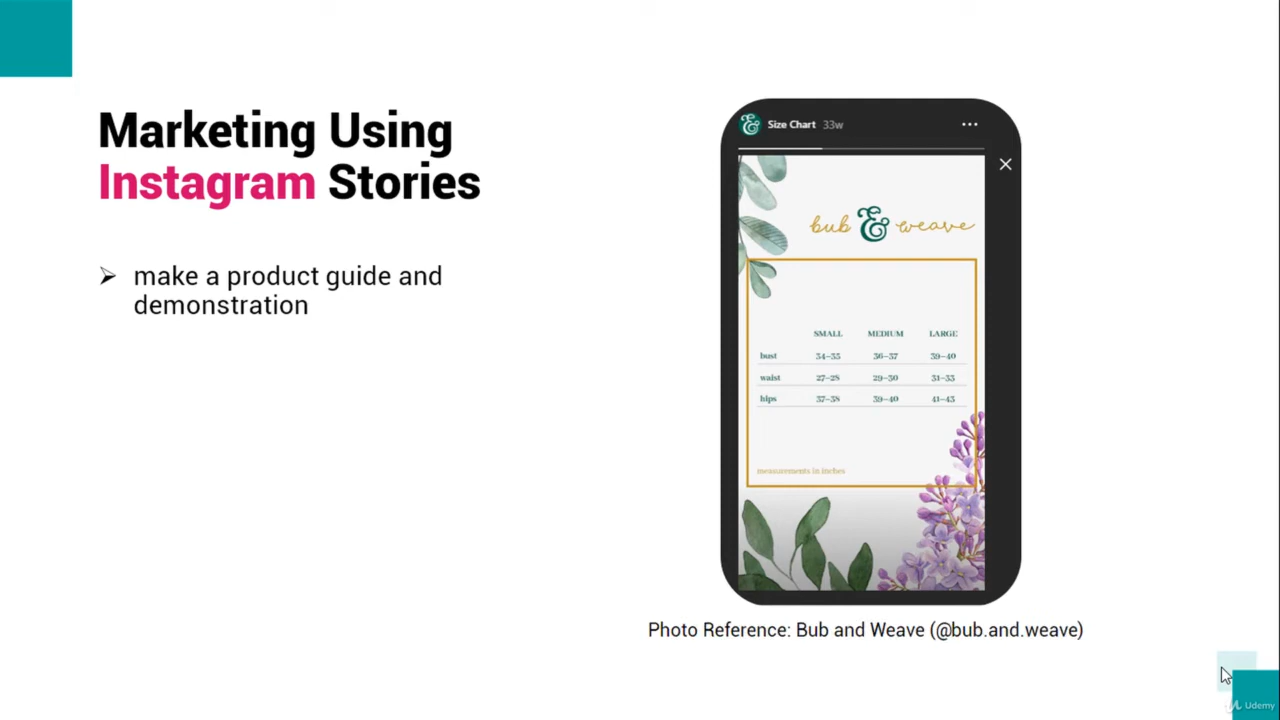 Marketing Using
Instagram Stories
make a product guide and
demonstration
Size Chart 33w
bub & weave
SMALL MEDIUM LARGE
bust 34–35 36–37 39–40
waist 27–28 29–30 31–33
hips 37–38 39–40 41–43
measurements in inches
Photo Reference: Bub and Weave (@bub.and.weave)
Udemy